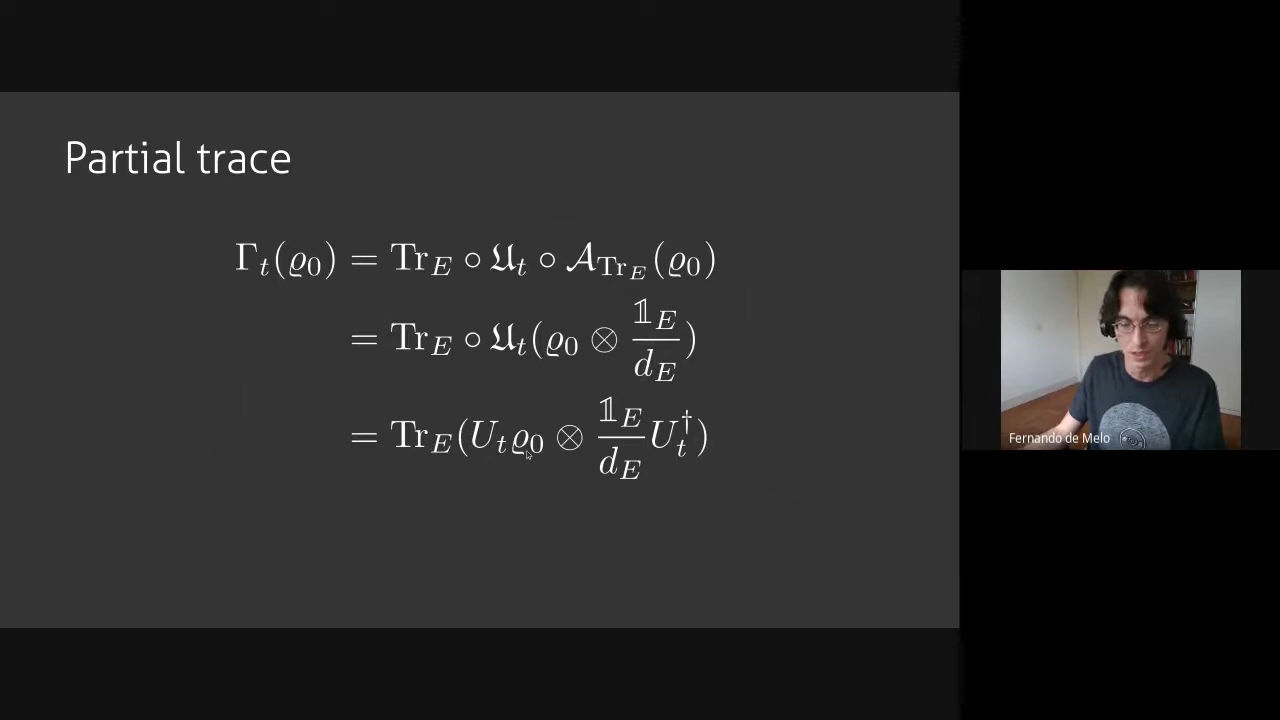 Partial trace
Γ_t(ϱ_0) = Tr_E ∘ 𝔘_t ∘ 𝒜_{Tr_E}(ϱ_0)
= Tr_E ∘ 𝔘_t(ϱ_0 ⊗ 𝟙_E/d_E)
= Tr_E(U_t ϱ_0 ⊗ 𝟙_E/d_E U_t^†)
Fernando de Melo